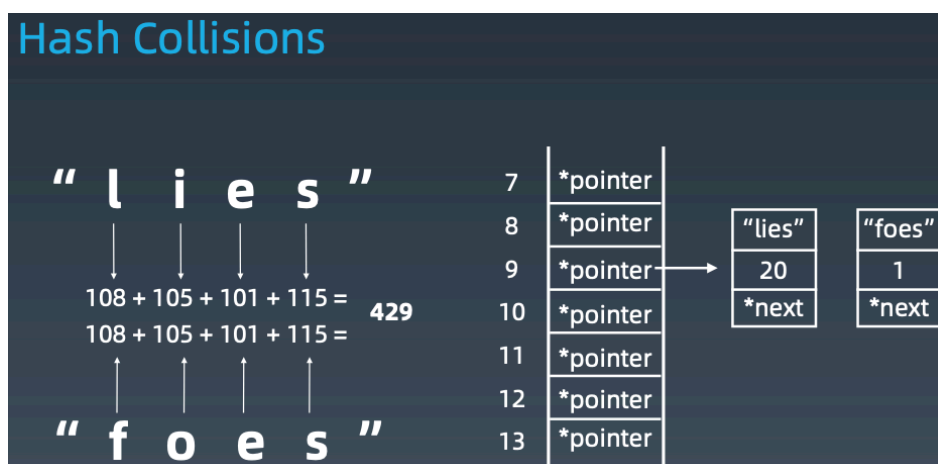 Hash Collisions
“ l i e s ”
108 + 105 + 101 + 115 =
429
108 + 105 + 101 + 115 =
“ f o e s ”
7 *pointer
8 *pointer
9 *pointer
10 *pointer
11 *pointer
12 *pointer
13 *pointer
“lies”
20
*next
“foes”
1
*next